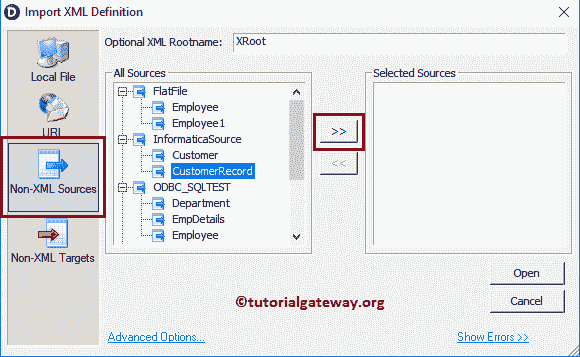 Import XML Definition
Local File
URL
Non-XML Sources
Non-XML Targets
Optional XML Rootname: XRoot
All Sources
FlatFile
Employee
Employee1
InformaticaSource
Customer
CustomerRecord
ODBC_SQLTEST
Department
EmpDetails
Employee
>>
<<
Selected Sources
Open
Cancel
©tutorialgateway.org
Advanced Options...
Show Errors >>